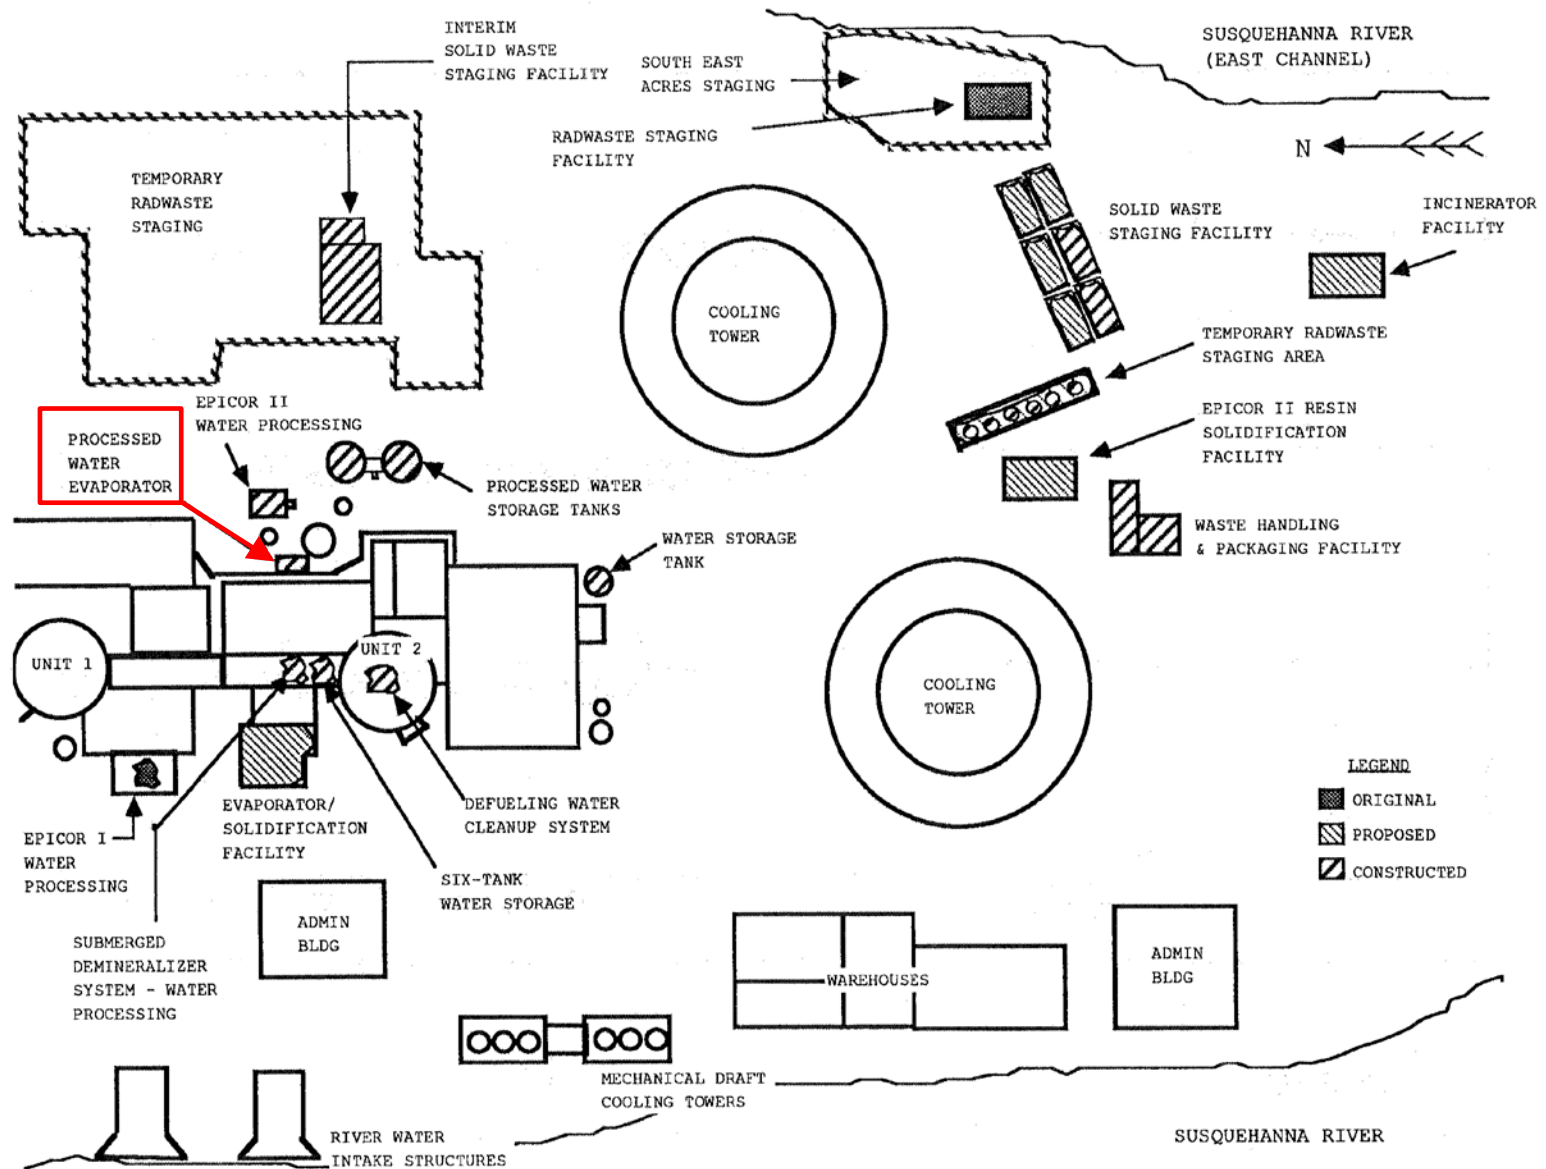 INTERIM
SOLID WASTE
STAGING FACILITY
SOUTH EAST
ACRES STAGING
RADWASTE STAGING
FACILITY
SUSQUEHANNA RIVER
(EAST CHANNEL)
N
TEMPORARY
RADWASTE
STAGING
SOLID WASTE
STAGING FACILITY
INCINERATOR
FACILITY
COOLING
TOWER
TEMPORARY RADWASTE
STAGING AREA
EPICOR II
WATER PROCESSING
EPICOR II RESIN
SOLIDIFICATION
FACILITY
PROCESSED
WATER
EVAPORATOR
PROCESSED WATER
STORAGE TANKS
WATER STORAGE
TANK
WASTE HANDLING
& PACKAGING FACILITY
UNIT 1
UNIT 2
COOLING
TOWER
EVAPORATOR/
SOLIDIFICATION
FACILITY
DEFUELING WATER
CLEANUP SYSTEM
EPICOR I
WATER
PROCESSING
SIX-TANK
WATER STORAGE
LEGEND
ORIGINAL
PROPOSED
CONSTRUCTED
SUBMERGED
DEMINERALIZER
SYSTEM - WATER
PROCESSING
ADMIN
BLDG
WAREHOUSES
ADMIN
BLDG
MECHANICAL DRAFT
COOLING TOWERS
RIVER WATER
INTAKE STRUCTURES
SUSQUEHANNA RIVER